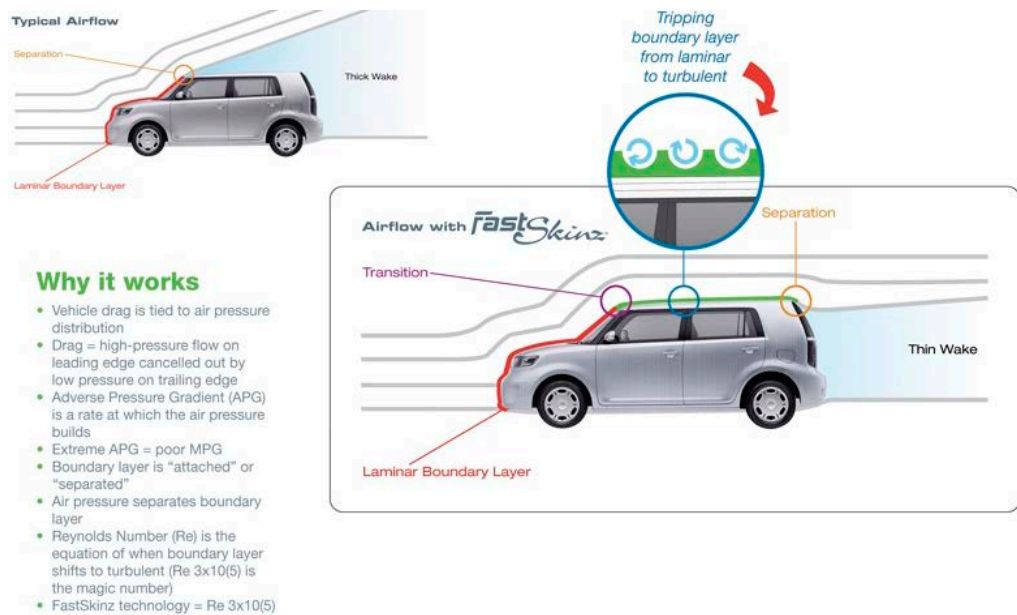 Typical Airflow
Separation
Thick Wake
Laminar Boundary Layer
Tripping
boundary layer
from laminar
to turbulent
Airflow with FastSkinz
Separation
Transition
Thin Wake
Laminar Boundary Layer
Why it works
• Vehicle drag is tied to air pressure
distribution
• Drag = high-pressure flow on
leading edge cancelled out by
low pressure on trailing edge
• Adverse Pressure Gradient (APG)
is a rate at which the air pressure
builds
• Extreme APG = poor MPG
• Boundary layer is “attached” or
“separated”
• Air pressure separates boundary
layer
• Reynolds Number (Re) is the
equation of when boundary layer
shifts to turbulent (Re 3x10(5) is
the magic number)
• FastSkinz technology = Re 3x10(5)